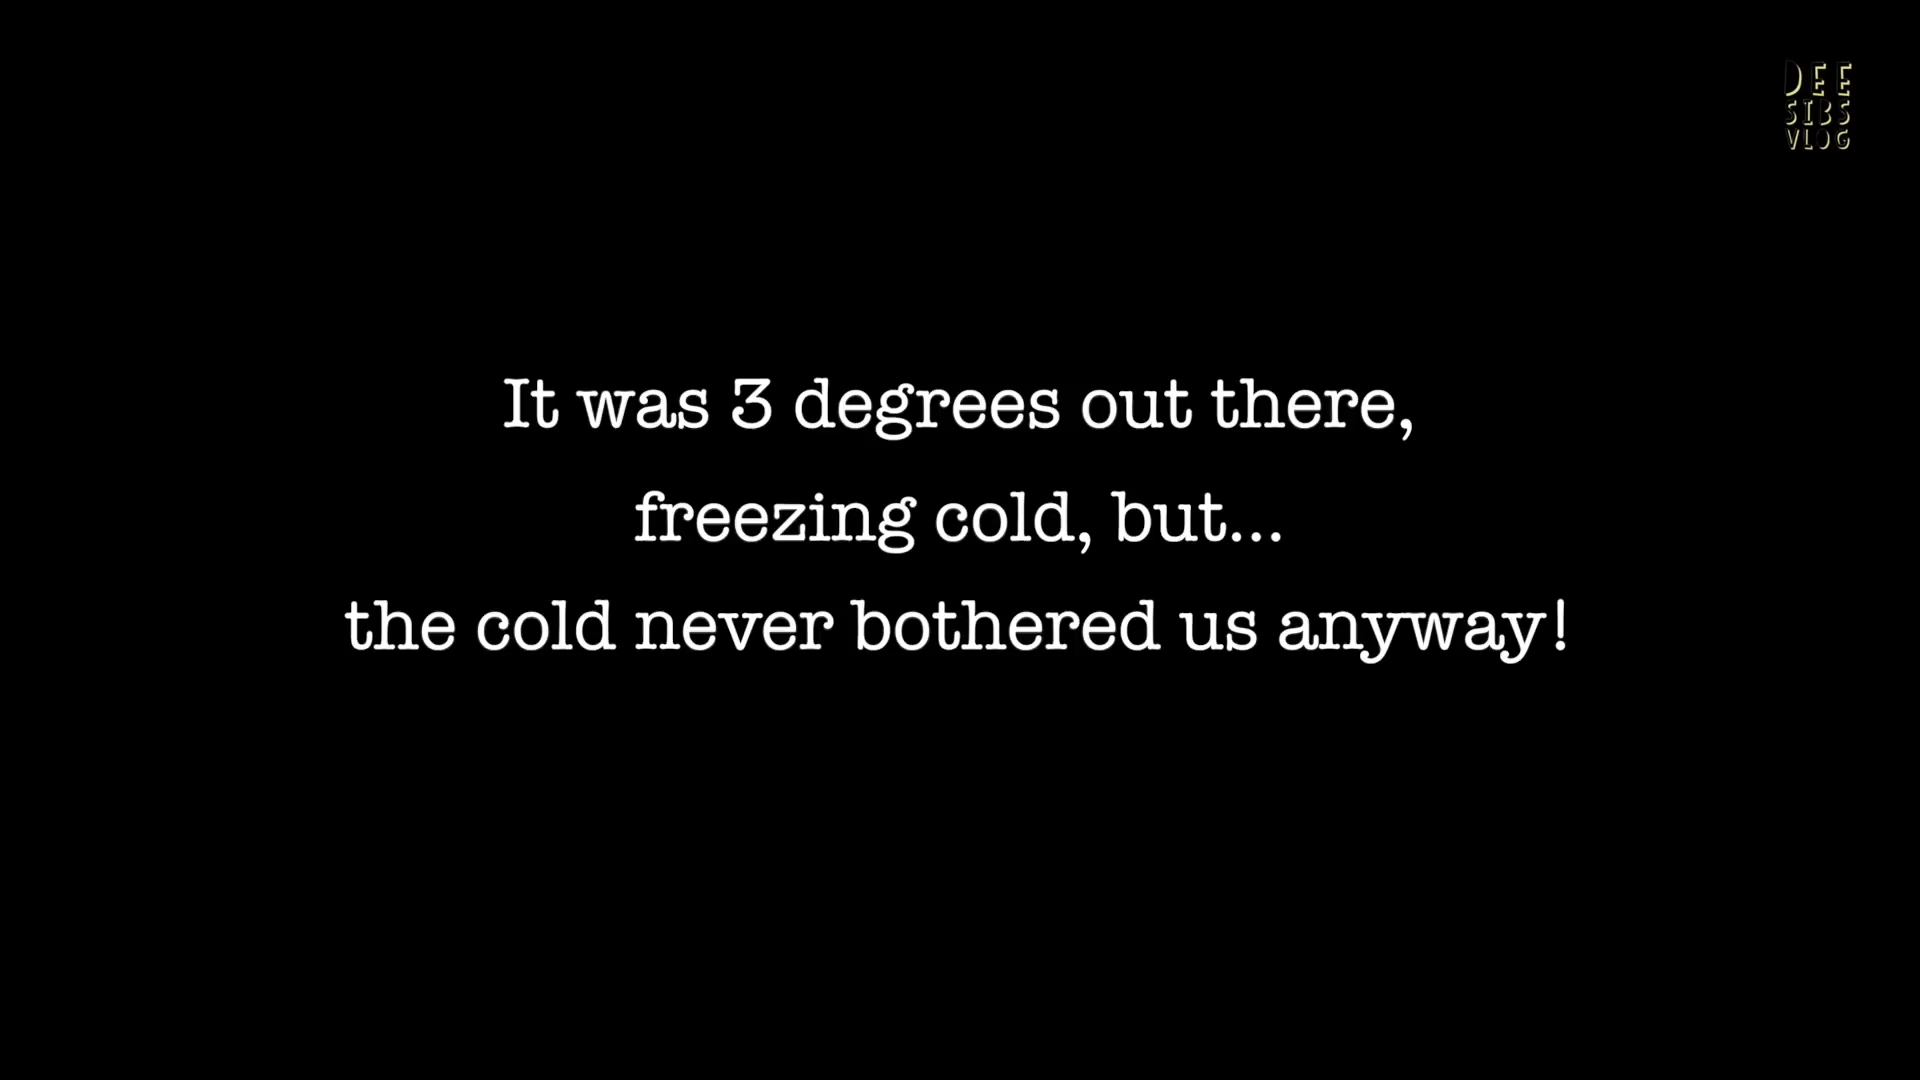 DEE
SIBS
VLOG
It was 3 degrees out there,
freezing cold, but...
the cold never bothered us anyway!